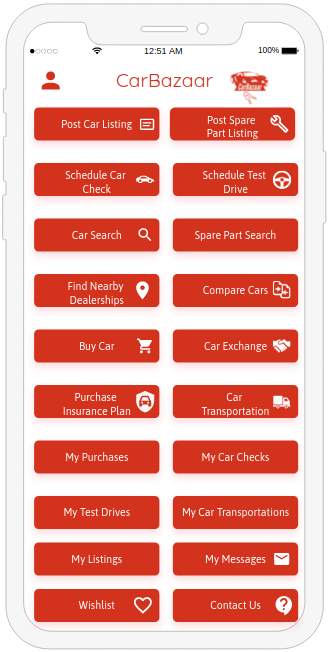 12:51 AM
100%
CarBazaar
CarBazaar
Post Car Listing
Post Spare
Part Listing
Schedule Car
Check
Schedule Test
Drive
Car Search
Spare Part Search
Find Nearby
Dealerships
Compare Cars
Buy Car
Car Exchange
Purchase
Insurance Plan
Car
Transportation
My Purchases
My Car Checks
My Test Drives
My Car Transportations
My Listings
My Messages
Wishlist
Contact Us